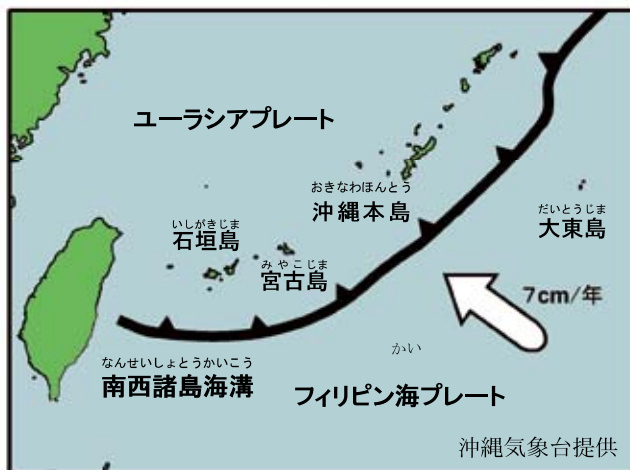 ユーラシアプレート
おきなわほんとう
沖縄本島
だいとうじま
大東島
いしがきじま
石垣島
みやこじま
宮古島
7cm/年
かい
なんせいしょとうかいこう
南西諸島海溝
フィリピン海プレート
沖縄気象台提供